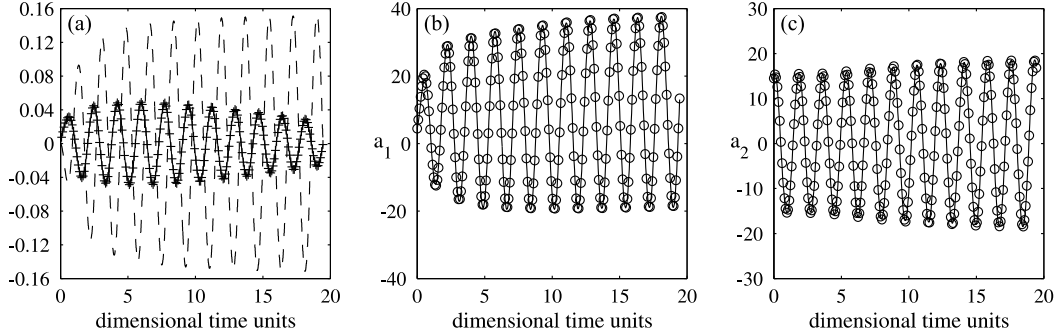 (a)
0.16
0.12
0.08
0.04
0
-0.04
-0.08
-0.12
-0.16
0 5 10 15 20
dimensional time units
(b)
a1
40
20
0
-20
-40
0 5 10 15 20
dimensional time units
(c)
a2
30
20
10
0
-10
-20
-30
0 5 10 15 20
dimensional time units